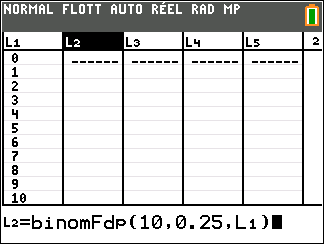 NORMAL FLOTT AUTO RÉEL RAD MP
L1 L2 L3 L4 L5 2
0 ------ ------ ------ ------
1
2
3
4
5
6
7
8
9
10
L2=binomFdp(10,0.25,L1)